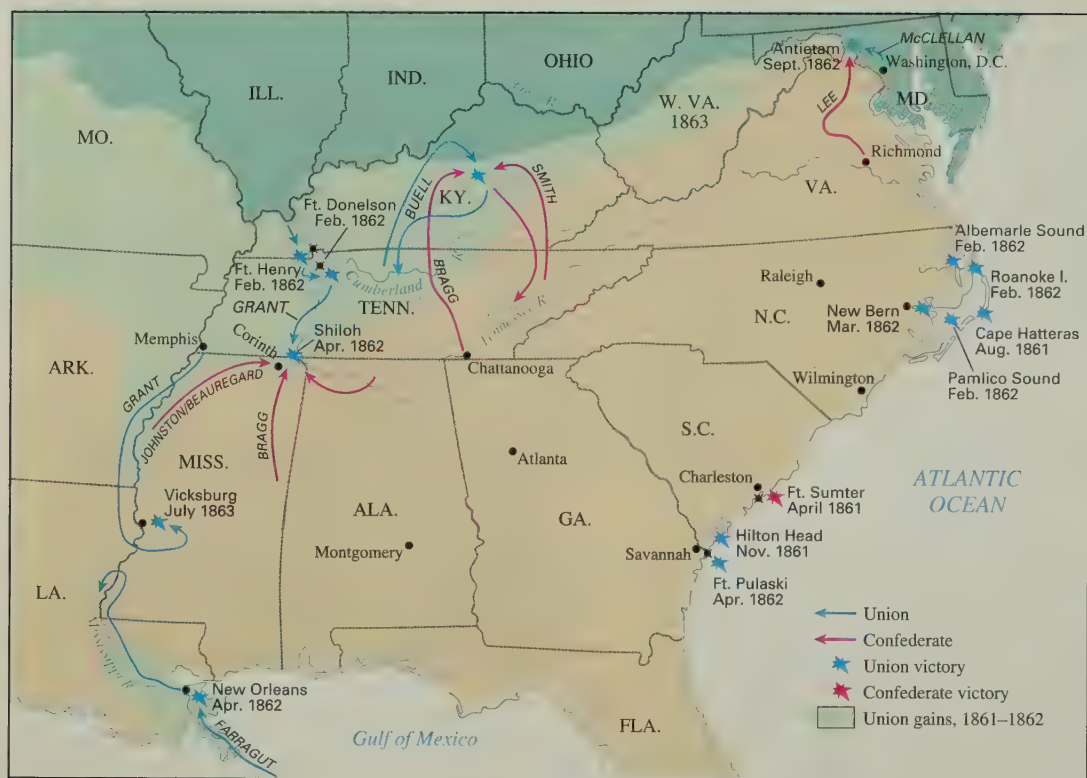 OHIO
IND.
ILL.
MO.
W. VA.
1863
Antietam
Sept. 1862
McCLELLAN
Washington, D.C.
MD.
LEE
Richmond
VA.
BUELL
KY.
SMITH
Ft. Donelson
Feb. 1862
Ft. Henry
Feb. 1862
Cumberland
TENN.
BRAGG
GRANT
Shiloh
Apr. 1862
Corinth
Memphis
Chattanooga
Albemarle Sound
Feb. 1862
Raleigh
Roanoke I.
Feb. 1862
N.C.
New Bern
Mar. 1862
Cape Hatteras
Aug. 1861
Pamlico Sound
Feb. 1862
Wilmington
ARK.
GRANT
JOHNSTON/BEAUREGARD
BRAGG
MISS.
Vicksburg
July 1863
ALA.
Montgomery
Atlanta
GA.
S.C.
Charleston
Ft. Sumter
April 1861
ATLANTIC
OCEAN
Hilton Head
Nov. 1861
Savannah
Ft. Pulaski
Apr. 1862
LA.
Mississippi R.
New Orleans
Apr. 1862
FARRAGUT
Gulf of Mexico
FLA.
Union
Confederate
Union victory
Confederate victory
Union gains, 1861–1862